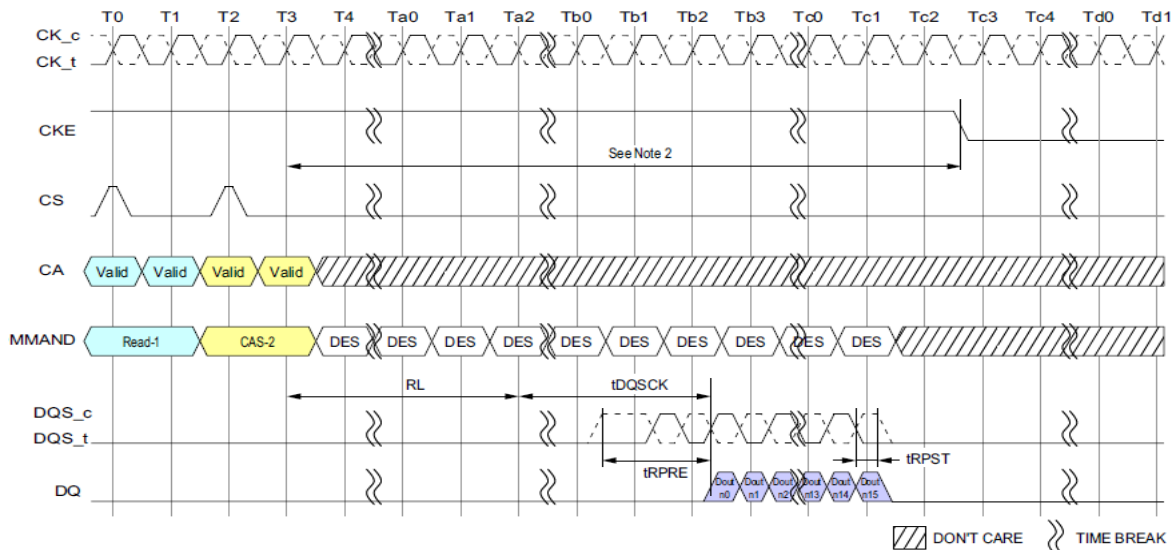 T0 T1 T2 T3 T4 Ta0 Ta1 Ta2 Tb0 Tb1 Tb2 Tb3 Tc0 Tc1 Tc2 Tc3 Tc4 Td0 Td1
CK_c
CK_t
CKE
See Note 2
CS
CA Valid Valid Valid Valid
MMAND Read-1 CAS-2 DES DES DES DES DES DES DES DES DES DES
RL tDQSCK
DQS_c
DQS_t
tRPRE tRPST
DQ Dout n0 Dout n1 Dout n2 Dout n13 Dout n14 Dout n15
DON'T CARE TIME BREAK